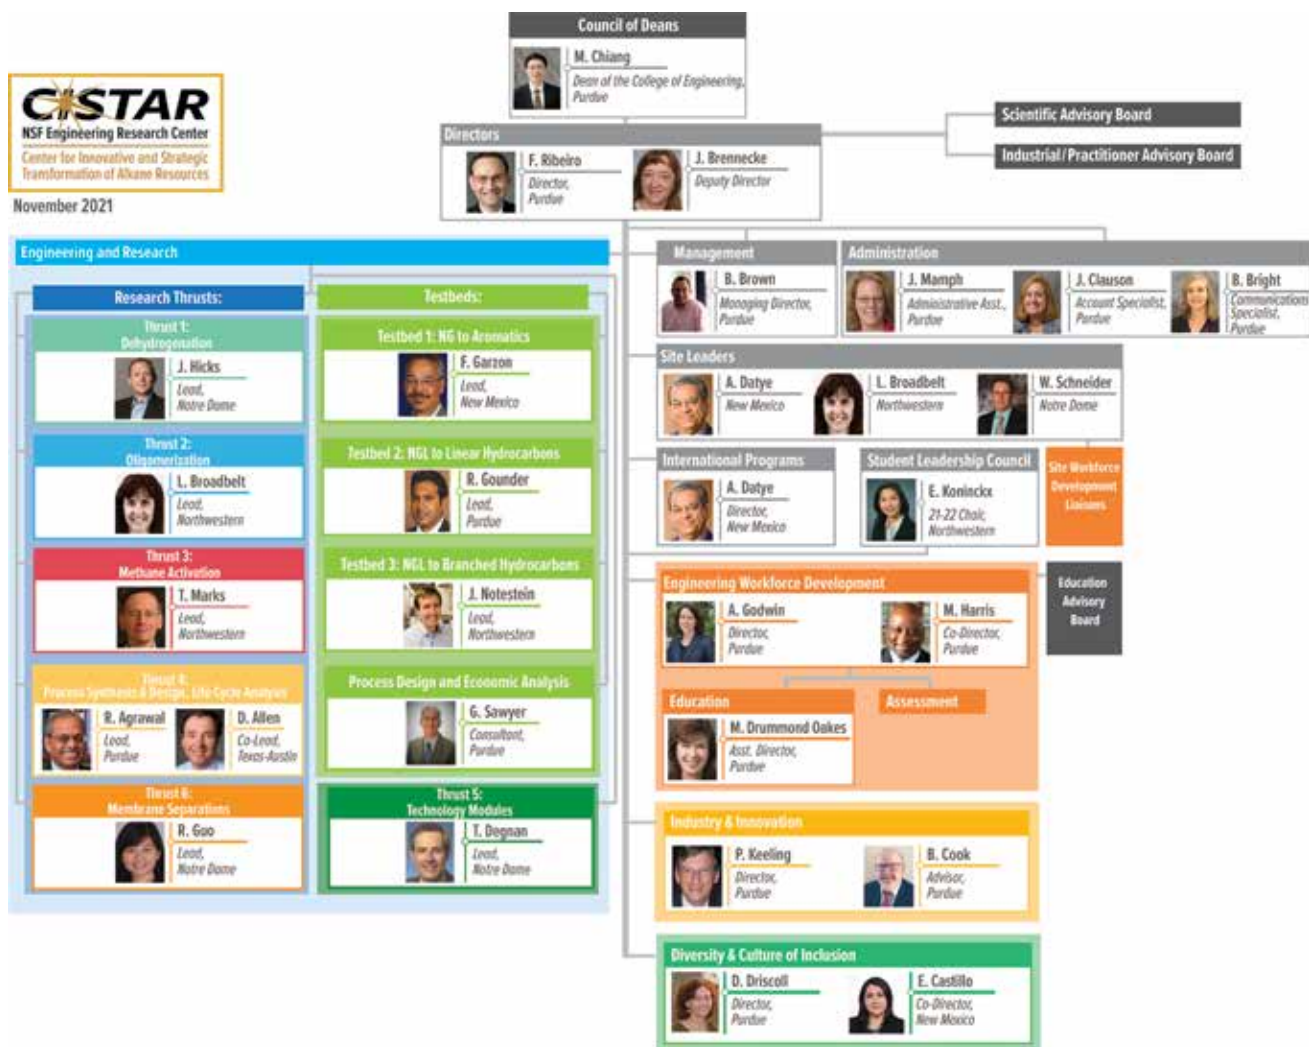 Council of Deans
M. Chiang
Dean of the College of Engineering,
Purdue
CISTAR
NSF Engineering Research Center
Center for Innovative and Strategic
Transformation of Alkane Resources
November 2021
Directors
F. Ribeiro
Director,
Purdue
J. Brennecke
Deputy Director
Scientific Advisory Board
Industrial/Practitioner Advisory Board
Engineering and Research
Research Thrusts:
Thrust 1:
Dehydrogenation
J. Hicks
Lead,
Notre Dame
Thrust 2:
Oligomerization
L. Broadbelt
Lead,
Northwestern
Thrust 3:
Methane Activation
T. Marks
Lead,
Northwestern
Thrust 4:
Process Synthesis & Design, Life Cycle Analysis
R. Agrawal
Lead,
Purdue
D. Allen
Co-Lead,
Texas-Austin
Thrust 6:
Membrane Separations
R. Guo
Lead,
Notre Dame
Testbeds:
Testbed 1: NG to Aromatics
F. Garzon
Lead,
New Mexico
Testbed 2: NGL to Linear Hydrocarbons
R. Gounder
Lead,
Purdue
Testbed 3: NGL to Branched Hydrocarbons
J. Notestein
Lead,
Northwestern
Process Design and Economic Analysis
G. Sawyer
Consultant,
Purdue
Thrust 5:
Technology Modules
T. Degnan
Lead,
Notre Dame
Management
B. Brown
Managing Director,
Purdue
Administration
J. Mamph
Administrative Asst.,
Purdue
J. Clauson
Account Specialist,
Purdue
B. Bright
Communications
Specialist,
Purdue
Site Leaders
A. Datye
New Mexico
L. Broadbelt
Northwestern
W. Schneider
Notre Dame
International Programs
A. Datye
Director,
New Mexico
Student Leadership Council
E. Koninckx
21-22 Chair,
Northwestern
Site Workforce
Development
Liaisons
Engineering Workforce Development
A. Godwin
Director,
Purdue
M. Harris
Co-Director,
Purdue
Education
Advisory
Board
Education
M. Drummond Oakes
Asst. Director,
Purdue
Assessment
Industry & Innovation
P. Keeling
Director,
Purdue
B. Cook
Advisor,
Purdue
Diversity & Culture of Inclusion
D. Driscoll
Director,
Purdue
E. Castillo
Co-Director,
New Mexico